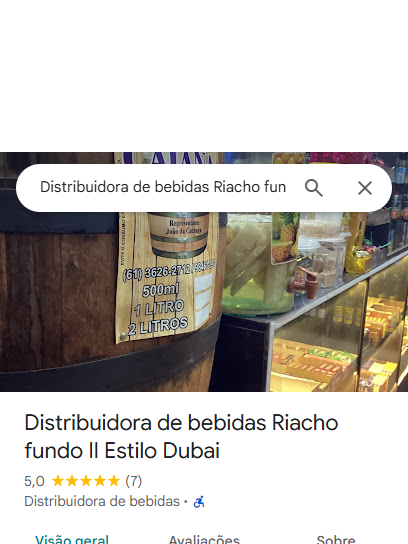 CAIANA
Distribuidora de bebidas Riacho fun
Representante
João da Cachaça
(61) 3626-2712
500ml
1 LITRO
2 LITROS
Distribuidora de bebidas Riacho
fundo II Estilo Dubai
5,0 (7)
Distribuidora de bebidas ·
Visão geral Avaliações Sobre